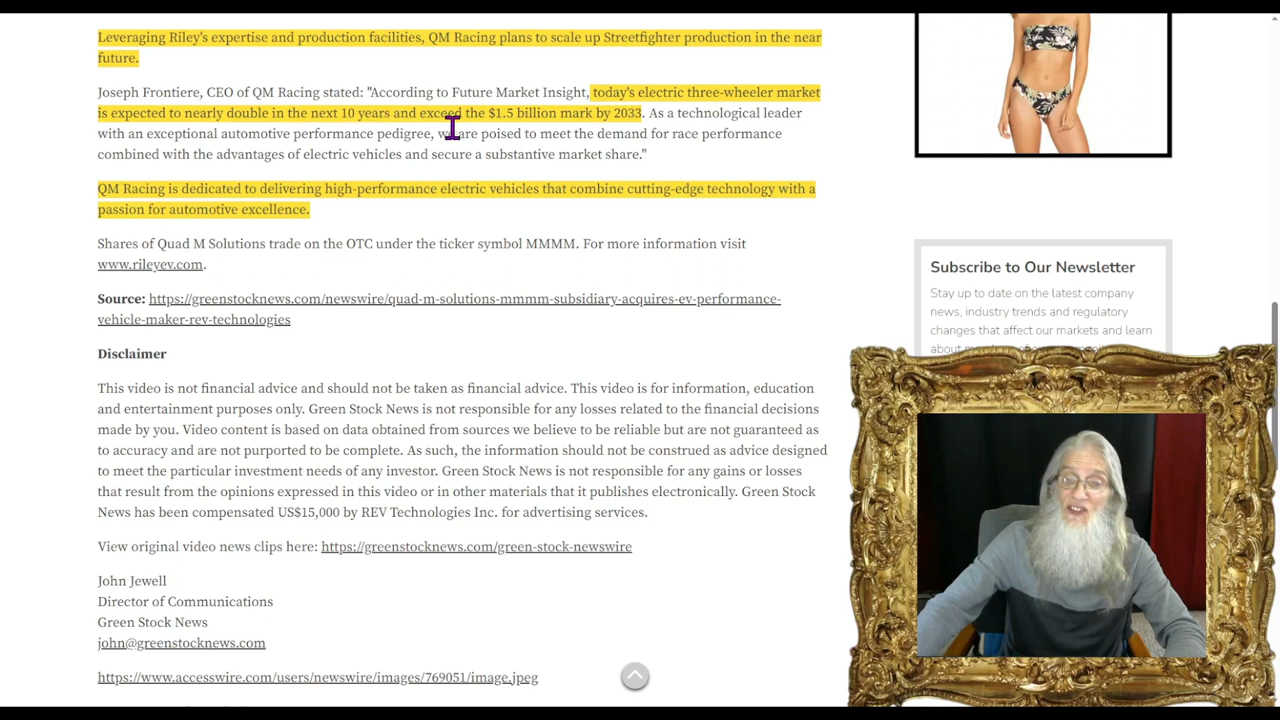 Leveraging Riley's expertise and production facilities, QM Racing plans to scale up Streetfighter production in the near
future.
Joseph Frontiere, CEO of QM Racing stated: "According to Future Market Insight, today's electric three-wheeler market
is expected to nearly double in the next 10 years and exceed the $1.5 billion mark by 2033. As a technological leader
with an exceptional automotive performance pedigree, we are poised to meet the demand for race performance
combined with the advantages of electric vehicles and secure a substantive market share."
QM Racing is dedicated to delivering high-performance electric vehicles that combine cutting-edge technology with a
passion for automotive excellence.
Shares of Quad M Solutions trade on the OTC under the ticker symbol MMMM. For more information visit
www.rileyev.com.
Source: https://greenstocknews.com/newswire/quad-m-solutions-mmmm-subsidiary-acquires-ev-performance-
vehicle-maker-rev-technologies
Disclaimer
This video is not financial advice and should not be taken as financial advice. This video is for information, education
and entertainment purposes only. Green Stock News is not responsible for any losses related to the financial decisions
made by you. Video content is based on data obtained from sources we believe to be reliable but are not guaranteed as
to accuracy and are not purported to be complete. As such, the information should not be construed as advice designed
to meet the particular investment needs of any investor. Green Stock News is not responsible for any gains or losses
that result from the opinions expressed in this video or in other materials that it publishes electronically. Green Stock
News has been compensated US$15,000 by REV Technologies Inc. for advertising services.
View original video news clips here: https://greenstocknews.com/green-stock-newswire
John Jewell
Director of Communications
Green Stock News
john@greenstocknews.com
https://www.accesswire.com/users/newswire/images/769051/image.jpeg
Subscribe to Our Newsletter
Stay up to date on the latest company
news, industry trends and regulatory
changes that affect our markets and learn
about